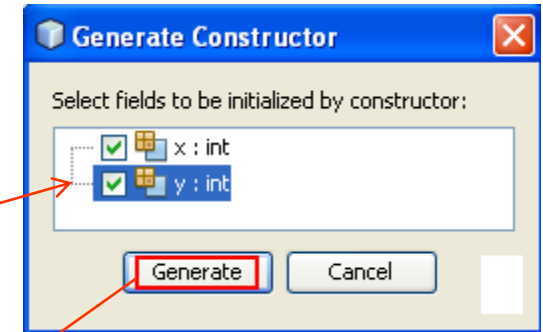 Generate Constructor
Select fields to be initialized by constructor:
x : int
y : int
Generate Cancel